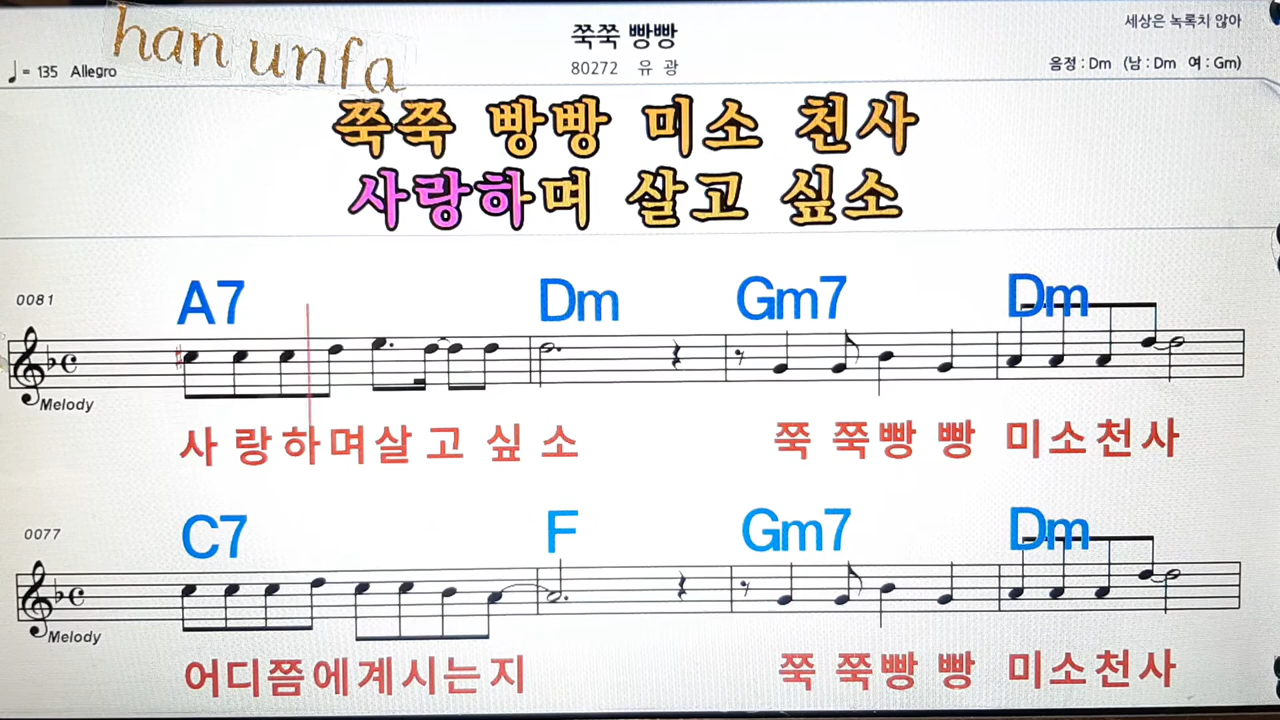 han unfa
♩ = 135 Allegro
쭉쭉 빵빵
80272 유 광
세상은 녹록치 않아
음정 : Dm (남 : Dm 여 : Gm)
쭉쭉 빵빵 미소 천사
사랑하며 살고 싶소
0081
A7 Dm Gm7 Dm
Melody
사 랑 하 며 살 고 싶 소 쭉 쭉 빵 빵 미 소 천 사
0077
C7 F Gm7 Dm
Melody
어 디 쯤 에 계 시 는 지 쭉 쭉 빵 빵 미 소 천 사